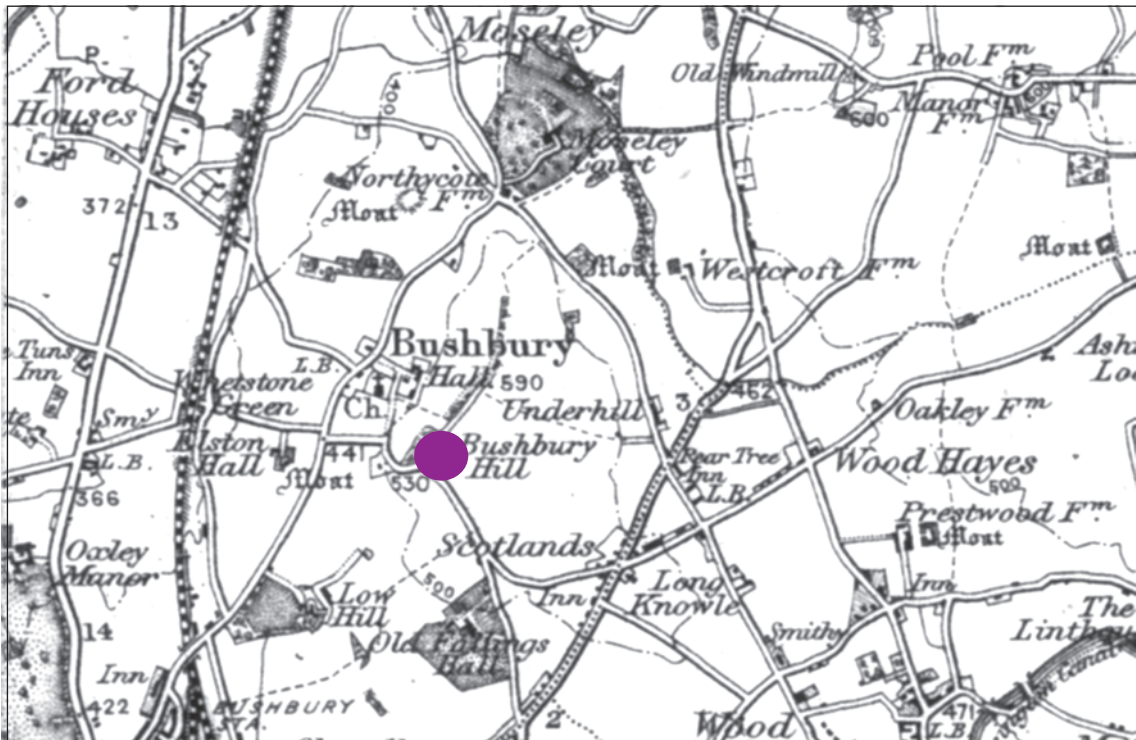 Moseley
P.
Ford
Houses
400
Old Windmill
Pool Fm
Manor
Fm
600
Moseley
Court
Northycote
Fm
Moat
372
13
Moat
Westcroft Fm
Moat
Bushbury
Tuns
Inn
L.B.
Hall
590
Whetstone
Green
Ch
Underhill
3
462
Oakley Fm
Smy
Elston
Hall
441
Moat
Bushbury
Hill
530
L.B.
366
Pear Tree
Inn
L.B.
Wood Hayes
500
Prestwood Fm
Moat
Oxley
Manor
Scotlands
500
Long
Knowle
Inn
Inn
The
Low
Hill
14
Old Fallings
Hall
Smithy
Inn
422
BUSHBURY
STA.
2
Wood
471
L.B.
Canal